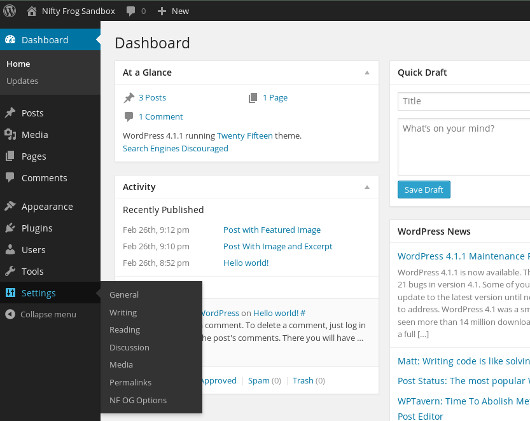 Nifty Frog Sandbox 0 New
Dashboard
Home
Updates
Posts
Media
Pages
Comments
Appearance
Plugins
Users
Tools
Settings
Collapse menu
General
Writing
Reading
Discussion
Media
Permalinks
NF OG Options
Dashboard
At a Glance
3 Posts 1 Page
1 Comment
WordPress 4.1.1 running Twenty Fifteen theme.
Search Engines Discouraged
Activity
Recently Published
Feb 26th, 9:12 pm Post with Featured Image
Feb 26th, 9:10 pm Post With Image and Excerpt
Feb 26th, 8:52 pm Hello world!
WordPress on Hello world! #
comment. To delete a comment, just log in
the post's comments. There you will have ...
Approved | Spam (0) | Trash (0)
Quick Draft
Title
What's on your mind?
Save Draft
WordPress News
WordPress 4.1.1 Maintenance
WordPress 4.1.1 is now available. 
21 bugs in version 4.1. Some of you
update to the latest version until
to address. WordPress 4.1 was a
seen more than 14 million
a full [...]
Matt: Writing code is like
Post Status: The most popular
WPTavern: Time To Abolish
Post Editor